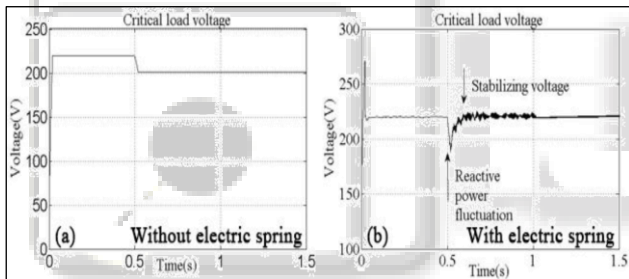 Critical load voltage
250
200
150
100
50
0
Voltage(V)
(a)
Without electric spring
0
0.5
1
1.5
Time(s)
Critical load voltage
300
250
200
150
100
Voltage(V)
Stabilizing voltage
Reactive
power
fluctuation
(b)
With electric spring
0
0.5
1
1.5
Time(s)